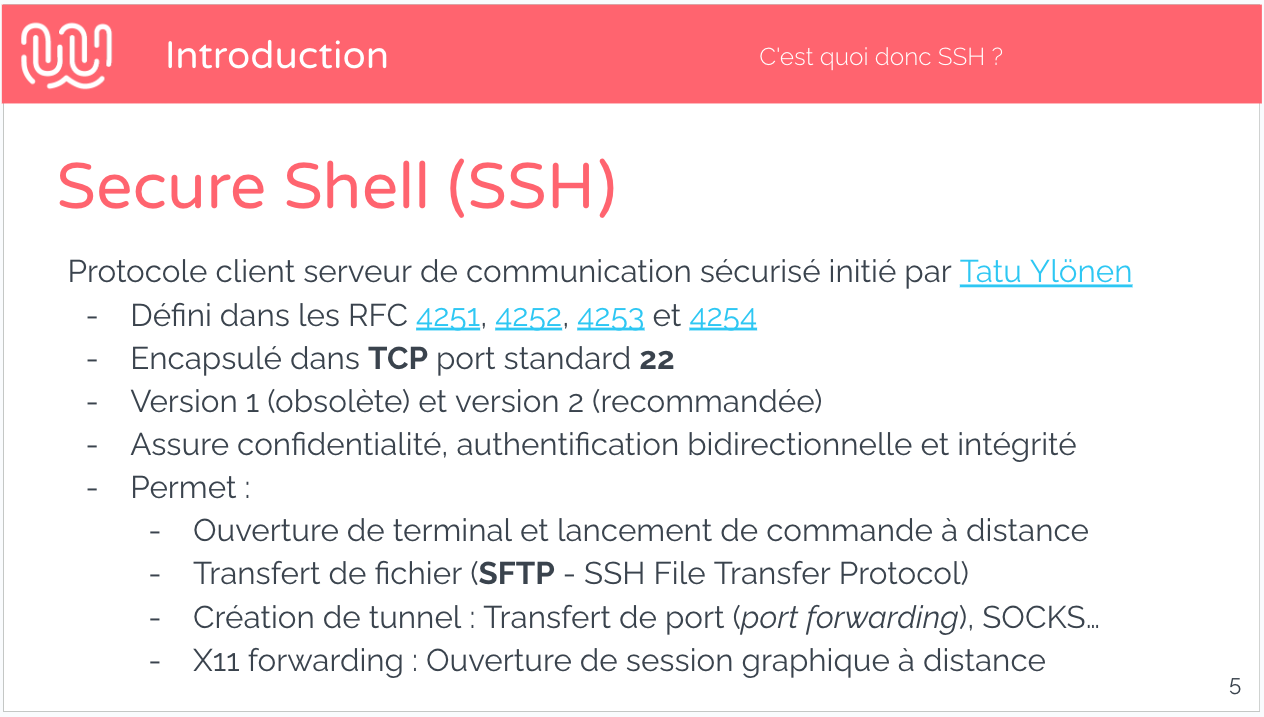 Introduction
C'est quoi donc SSH ?
Secure Shell (SSH)
Protocole client serveur de communication sécurisé initié par Tatu Ylönen
- Défini dans les RFC 4251, 4252, 4253 et 4254
- Encapsulé dans TCP port standard 22
- Version 1 (obsolète) et version 2 (recommandée)
- Assure confidentialité, authentification bidirectionnelle et intégrité
- Permet :
- Ouverture de terminal et lancement de commande à distance
- Transfert de fichier (SFTP - SSH File Transfer Protocol)
- Création de tunnel : Transfert de port (port forwarding), SOCKS…
- X11 forwarding : Ouverture de session graphique à distance
5